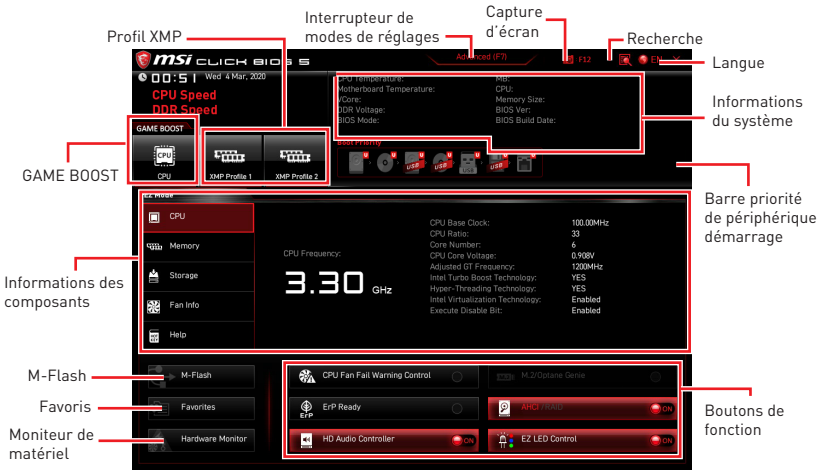 Interrupteur de
modes de réglages
Capture
d'écran
Profil XMP
Recherche
Langue
msi CLICK BIOS 5
Advanced (F7)
F12
EN
X
00:51 Wed 4 Mar, 2020
CPU Speed
DDR Speed
CPU Temperature:
Motherboard Temperature:
VCore:
DDR Voltage:
BIOS Mode:
MB:
CPU:
Memory Size:
BIOS Ver:
BIOS Build Date:
Informations
du système
GAME BOOST
CPU
XMP Profile 1
XMP Profile 2
Boot Priority
U U U U U U U
USB USB USB USB
GAME BOOST
Barre priorité
de périphérique
démarrage
EZ Mode
CPU
Memory
Storage
Fan Info
Help
CPU Frequency:
3.30 GHz
CPU Base Clock: 100.00MHz
CPU Ratio: 33
Core Number: 6
CPU Core Voltage: 0.908V
Adjusted GT Frequency: 1200MHz
Intel Turbo Boost Technology: YES
Hyper-Threading Technology: YES
Intel Virtualization Technology: Enabled
Execute Disable Bit: Enabled
Informations des
composants
M-Flash
Favoris
Moniteur de
matériel
M-Flash
Favorites
Hardware Monitor
CPU Fan Fail Warning Control
M.2/Optane Genie
ErP
ErP Ready
AHCI /RAID
ON
HD Audio Controller
ON
EZ LED Control
ON
Boutons de
fonction